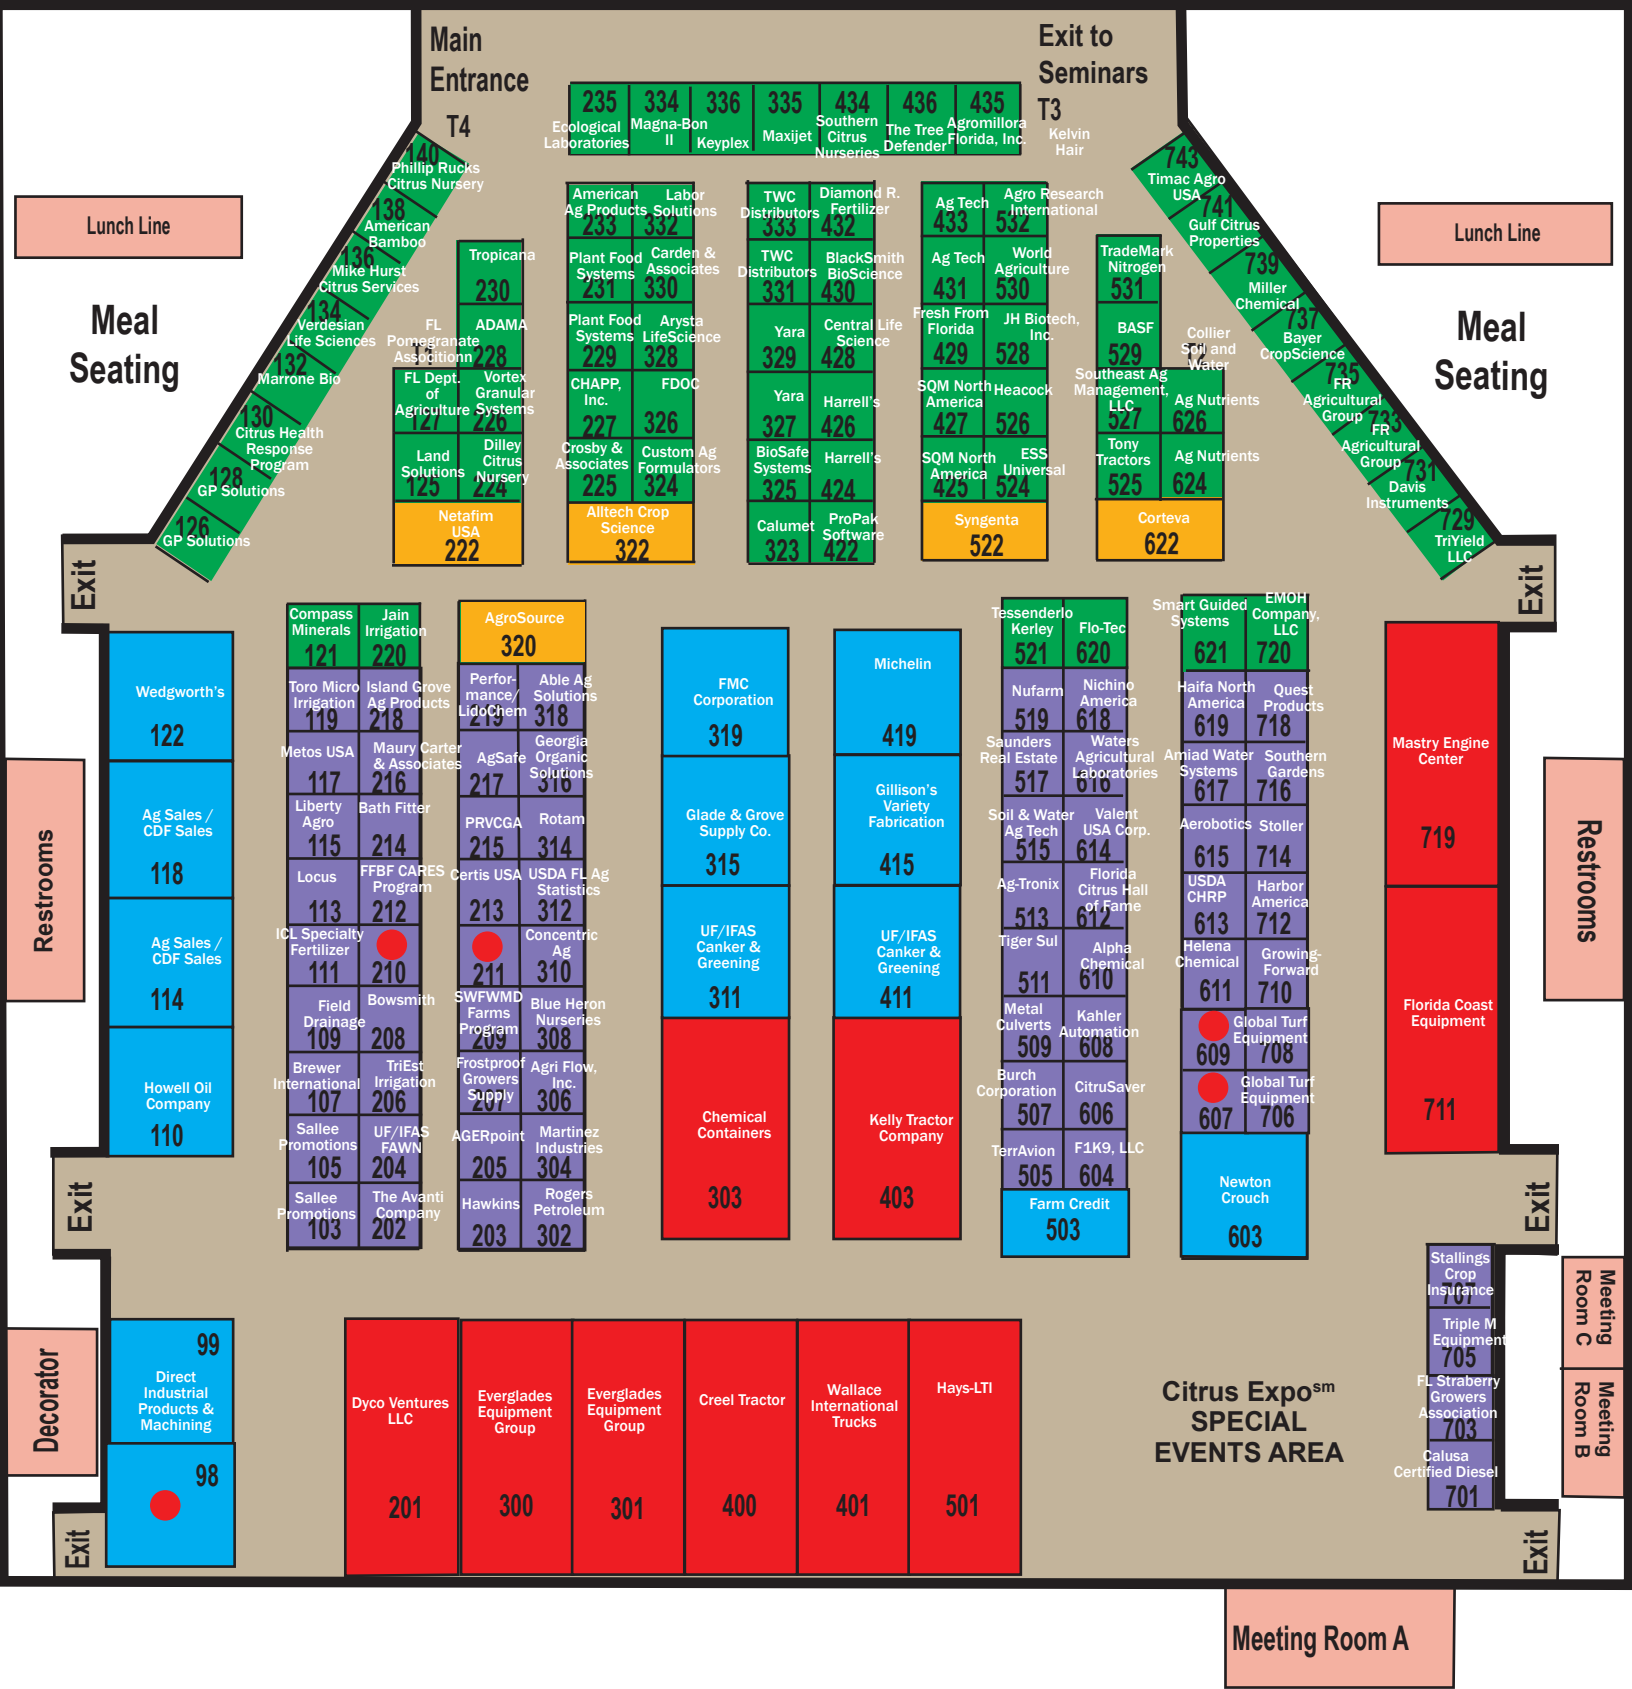 Main
Entrance
T4
Exit to
Seminars
T3
Kelvin
Hair
235
Ecological
Laboratories
334
Magna-Bon
II
336
Keyplex
335
Maxijet
434
Southern
Citrus
Nurseries
436
The Tree
Defender
435
Agromillora
Florida, Inc.
Lunch Line
Meal
Seating
Lunch Line
Meal
Seating
140
Phillip Rucks
Citrus Nursery
138
American
Bamboo
136
Mike Hurst
Citrus Services
134
Verdesian
Life Sciences
132
Marrone Bio
130
Citrus Health
Response
Program
128
GP Solutions
126
GP Solutions
Tropicana
230
FL
Pomegranate
Associtionn
ADAMA
228
FL Dept.
of
Agriculture
127
Vortex
Granular
Systems
226
Land
Solutions
125
Dilley
Citrus
Nursery
224
Netafim
USA
222
American
Ag Products
233
Labor
Solutions
332
Plant Food
Systems
231
Carden &
Associates
330
Plant Food
Systems
229
Arysta
LifeScience
328
CHAPP,
Inc.
227
FDOC
326
Crosby &
Associates
225
Custom Ag
Formulators
324
Alltech Crop
Science
322
TWC
Distributors
333
Diamond R.
Fertilizer
432
TWC
Distributors
331
BlackSmith
BioScience
430
Yara
329
Central Life
Science
428
Yara
327
Harrell's
426
BioSafe
Systems
325
Harrell's
424
Calumet
323
ProPak
Software
422
Ag Tech
433
Agro Research
International
532
Ag Tech
431
World
Agriculture
530
Fresh From
Florida
429
JH Biotech,
Inc.
528
SQM North
America
427
Heacock
526
SQM North
America
425
ESS
Universal
524
Syngenta
522
TradeMark
Nitrogen
531
BASF
529
Collier
Soil and
Water
Southeast Ag
Management,
LLC
527
Ag Nutrients
626
Tony
Tractors
525
Ag Nutrients
624
Corteva
622
743
Timac Agro
USA
741
Gulf Citrus
Properties
739
Miller
Chemical
737
Bayer
CropScience
735
FR
Agricultural
Group
733
FR
Agricultural
Group
731
Davis
Instruments
729
TriYield
LLC
Exit
Exit
Wedgworth's
122
Ag Sales /
CDF Sales
118
Ag Sales /
CDF Sales
114
Howell Oil
Company
110
Restrooms
Compass
Minerals
121
Jain
Irrigation
220
Toro Micro
Irrigation
119
Island Grove
Ag Products
218
Metos USA
117
Maury Carter
& Associates
216
Liberty
Agro
115
Bath Fitter
214
Locus
113
FFBF CARES
Program
212
ICL Specialty
Fertilizer
111
210
Field
Drainage
109
Bowsmith
208
Brewer
International
107
TriEst
Irrigation
206
Sallee
Promotions
105
UF/IFAS
FAWN
204
Sallee
Promotions
103
The Avanti
Company
202
AgroSource
320
Perfor-
mance/
LidoChem
219
Able Ag
Solutions
318
AgSafe
217
Georgia
Organic
Solutions
316
PRVCGA
215
Rotam
314
Certis USA
213
USDA FL Ag
Statistics
312
211
Concentric
Ag
310
SWFWMD
Farms
Program
209
Blue Heron
Nurseries
308
Frostproof
Growers
Supply
207
Agri Flow,
Inc.
306
AGERpoint
205
Martinez
Industries
304
Hawkins
203
Rogers
Petroleum
302
FMC
Corporation
319
Glade & Grove
Supply Co.
315
UF/IFAS
Canker &
Greening
311
Chemical
Containers
303
Michelin
419
Gillison's
Variety
Fabrication
415
UF/IFAS
Canker &
Greening
411
Kelly Tractor
Company
403
Tessenderlo
Kerley
521
Flo-Tec
620
Nufarm
519
Nichino
America
618
Saunders
Real Estate
517
Waters
Agricultural
Laboratories
616
Soil & Water
Ag Tech
515
Valent
USA Corp.
614
Ag-Tronix
513
Florida
Citrus Hall
of Fame
612
Tiger Sul
511
Alpha
Chemical
610
Metal
Culverts
509
Kahler
Automation
608
Burch
Corporation
507
CitruSaver
606
TerrAvion
505
F1K9, LLC
604
Farm Credit
503
Smart Guided
Systems
621
EMOH
Company,
LLC
720
Haifa North
America
619
Quest
Products
718
Amiad Water
Systems
617
Southern
Gardens
716
Aerobotics
615
Stoller
714
USDA
CHRP
613
Harbor
America
712
Helena
Chemical
611
Growing-
Forward
710
609
Global Turf
Equipment
708
607
Global Turf
Equipment
706
Newton
Crouch
603
Mastry Engine
Center
719
Florida Coast
Equipment
711
Restrooms
Exit
Exit
Stallings
Crop
Insurance
707
Triple M
Equipment
705
FL Straberry
Growers
Association
703
Calusa
Certified Diesel
701
Meeting
Room C
Meeting
Room B
99
Direct
Industrial
Products &
Machining
98
Decorator
Exit
Dyco Ventures
LLC
201
Everglades
Equipment
Group
300
Everglades
Equipment
Group
301
Creel Tractor
400
Wallace
International
Trucks
401
Hays-LTI
501
Citrus Expo℠
SPECIAL
EVENTS AREA
Exit
Meeting Room A